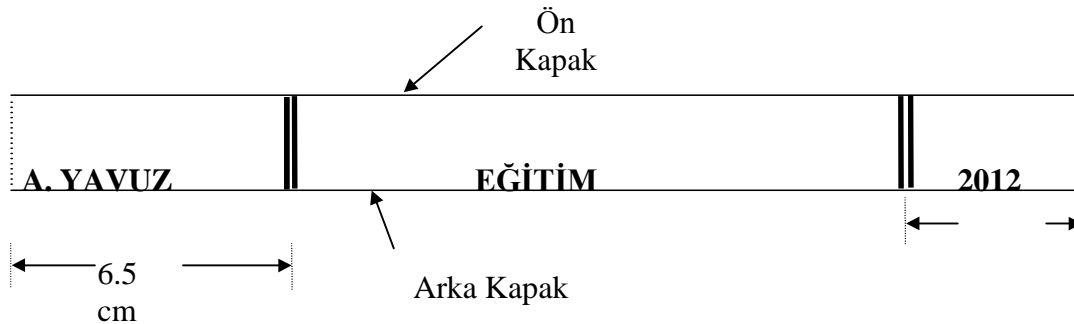 Ön
Kapak
A. YAVUZ EĞİTİM 2012
6.5
cm
Arka Kapak